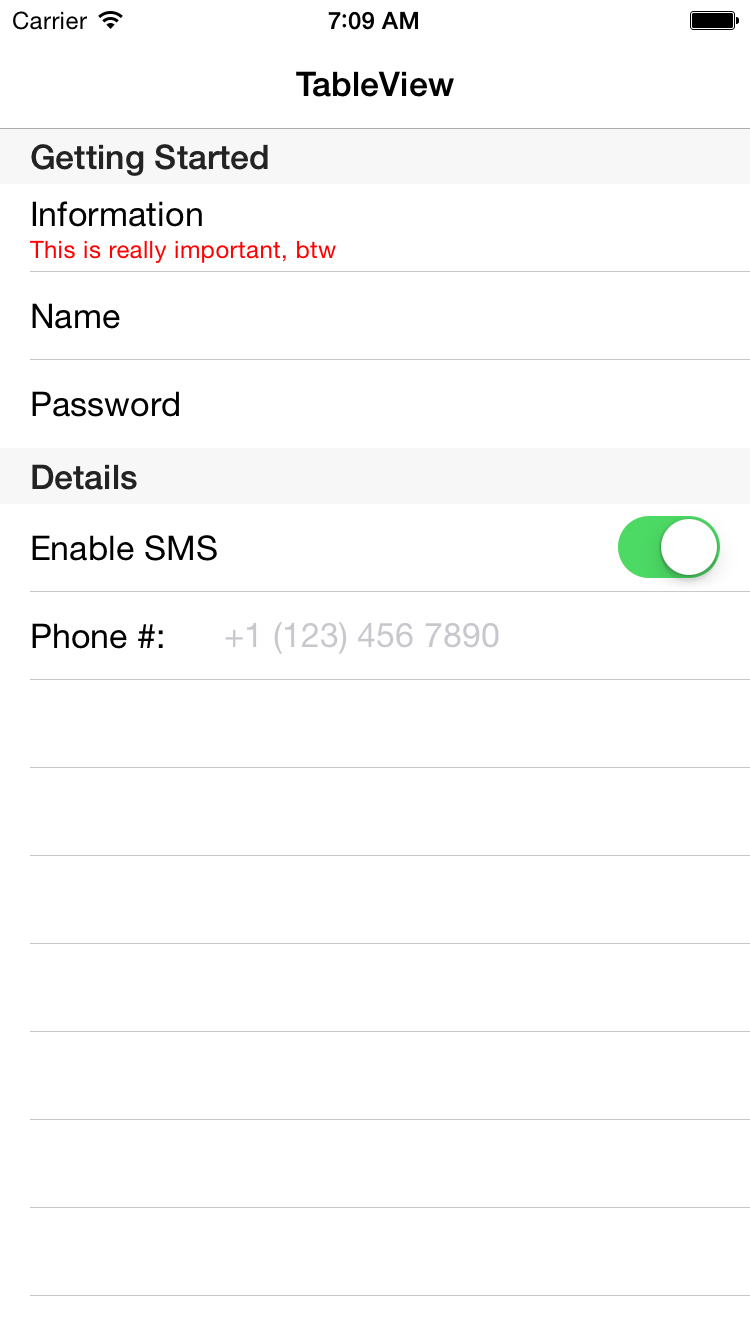 Carrier 7:09 AM
TableView
Getting Started
Information
This is really important, btw
Name
Password
Details
Enable SMS
Phone #: +1 (123) 456 7890